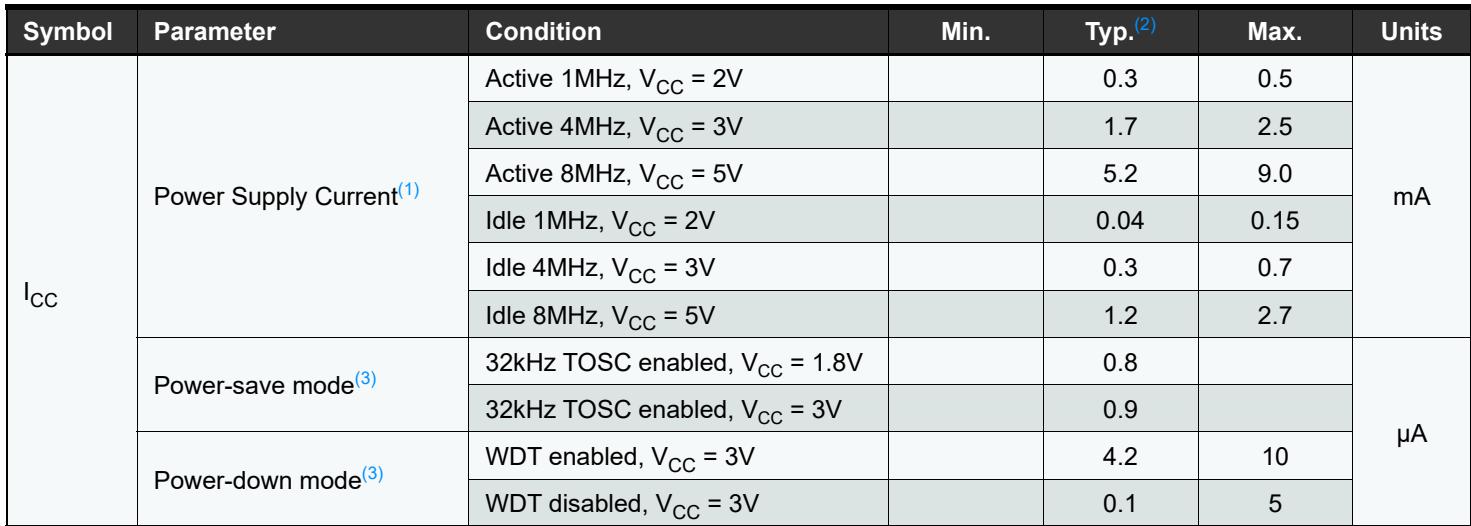 Symbol Parameter Condition Min. Typ.(2) Max. Units
Active 1MHz, VCC = 2V 0.3 0.5
Active 4MHz, VCC = 3V 1.7 2.5
Active 8MHz, VCC = 5V 5.2 9.0
Power Supply Current(1) mA
Idle 1MHz, VCC = 2V 0.04 0.15
Idle 4MHz, VCC = 3V 0.3 0.7
ICC
Idle 8MHz, VCC = 5V 1.2 2.7
32kHz TOSC enabled, VCC = 1.8V 0.8
Power-save mode(3)
32kHz TOSC enabled, VCC = 3V 0.9
µA
WDT enabled, VCC = 3V 4.2 10
Power-down mode(3)
WDT disabled, VCC = 3V 0.1 5